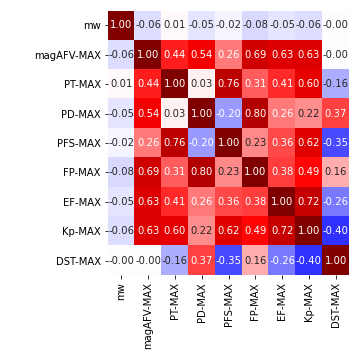 mw 1.00 -0.06 0.01 -0.05 -0.02 -0.08 -0.05 -0.06 -0.00
magAFV-MAX -0.06 1.00 0.44 0.54 0.26 0.69 0.63 0.63 -0.00
PT-MAX 0.01 0.44 1.00 0.03 0.76 0.31 0.41 0.60 -0.16
PD-MAX -0.05 0.54 0.03 1.00 -0.20 0.80 0.26 0.22 0.37
PFS-MAX -0.02 0.26 0.76 -0.20 1.00 0.23 0.36 0.62 -0.35
FP-MAX -0.08 0.69 0.31 0.80 0.23 1.00 0.38 0.49 0.16
EF-MAX -0.05 0.63 0.41 0.26 0.36 0.38 1.00 0.72 -0.26
Kp-MAX -0.06 0.63 0.60 0.22 0.62 0.49 0.72 1.00 -0.40
DST-MAX -0.00 -0.00 -0.16 0.37 -0.35 0.16 -0.26 -0.40 1.00
mw magAFV-MAX PT-MAX PD-MAX PFS-MAX FP-MAX EF-MAX Kp-MAX DST-MAX